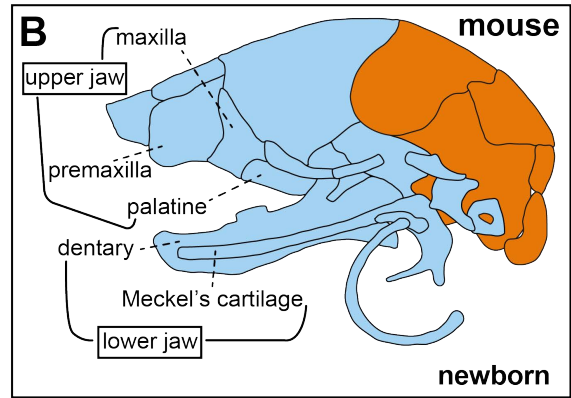 B
mouse
maxilla
upper jaw
premaxilla
palatine
dentary
Meckel's cartilage
lower jaw
newborn